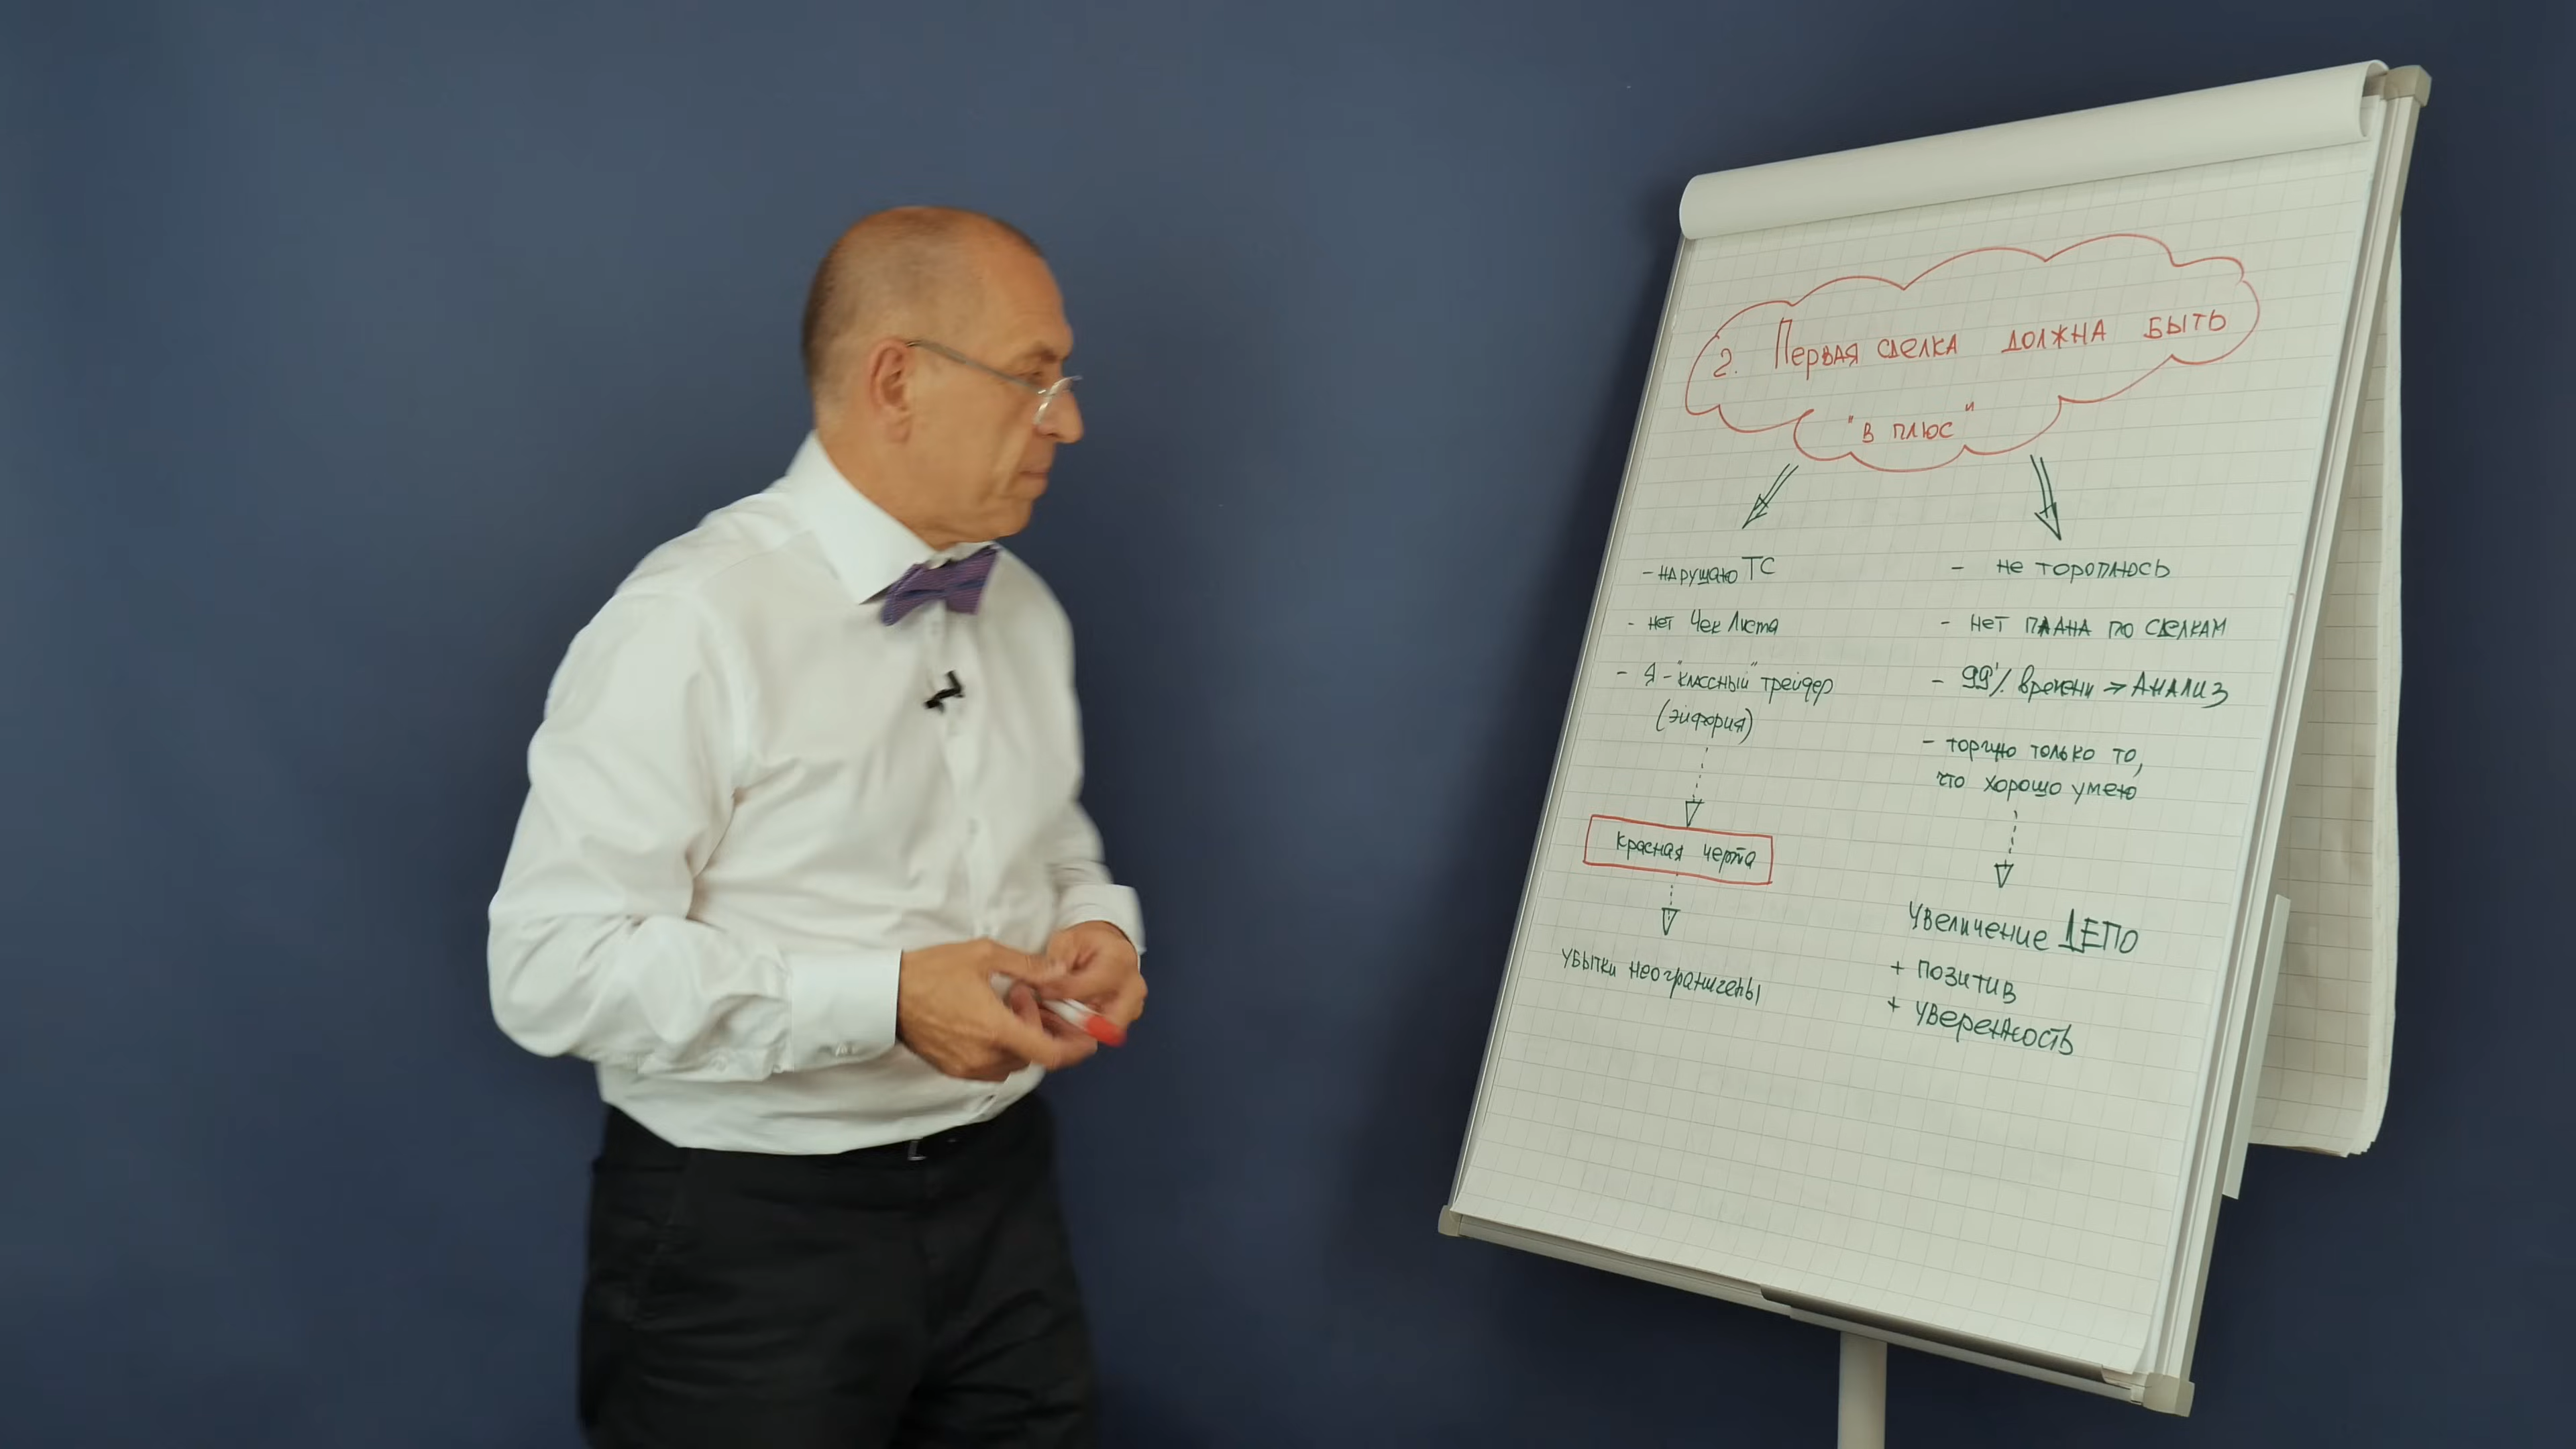 2. Первая сделка должна быть
"в плюс"
- нарушаю ТС
- нет Чек Листа
- Я - "классный" трейдер
(эйфория)
Красная черта
убытки неограничены
- не тороплюсь
- нет плана по сделкам
- 99% времени → Анализ
- торгую только то,
что хорошо умею
Увеличение ДЕПО
+ позитив
+ уверенность